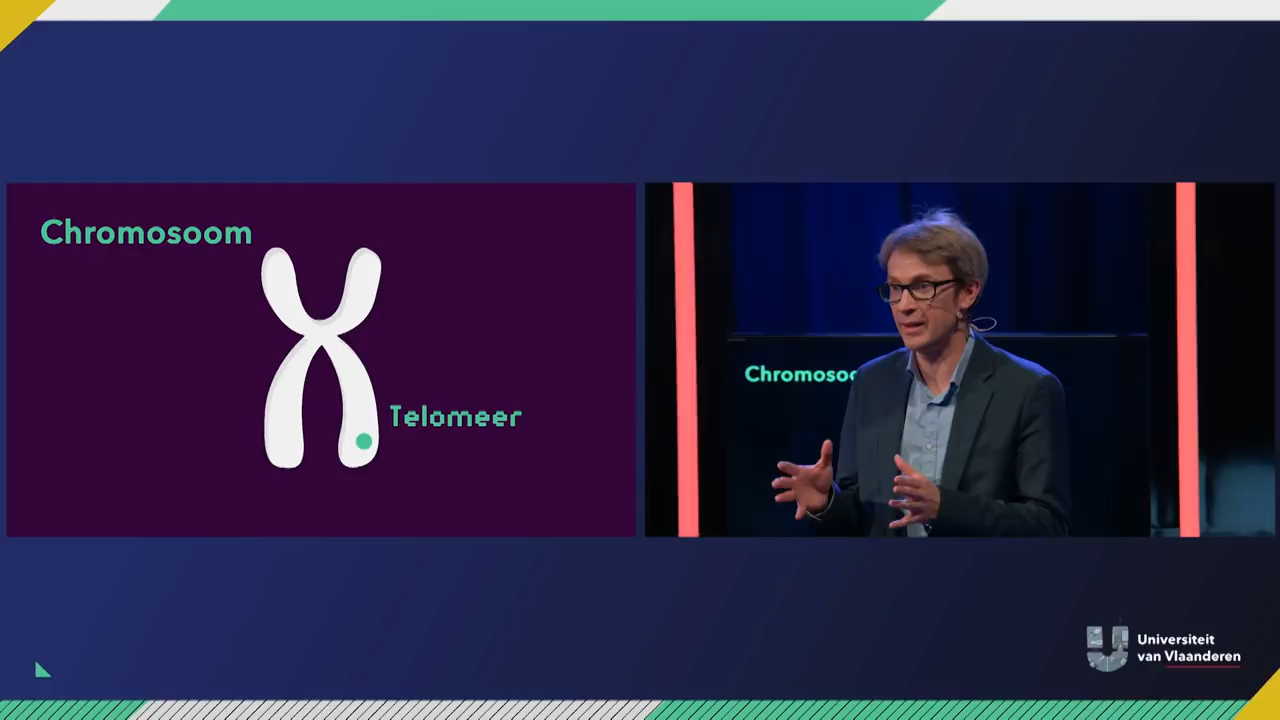 Chromosoom
Telomeer
Chromosoo
Universiteit
van Vlaanderen